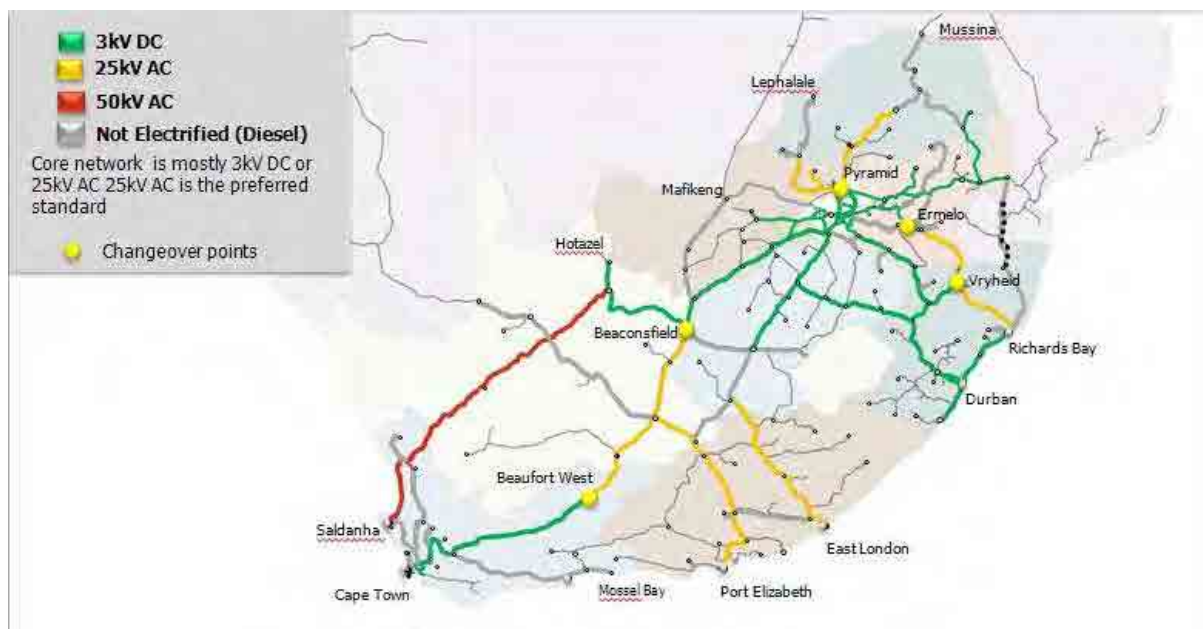 3kV DC
25kV AC
50kV AC
Not Electrified (Diesel)
Core network is mostly 3kV DC or
25kV AC 25kV AC is the preferred
standard
Changeover points
Mussina
Lephalale
Pyramid
Mafikeng
Ermelo
Hotazel
Vryheid
Beaconsfield
Richards Bay
Durban
Beaufort West
Saldanha
East London
Cape Town
Mossel Bay
Port Elizabeth